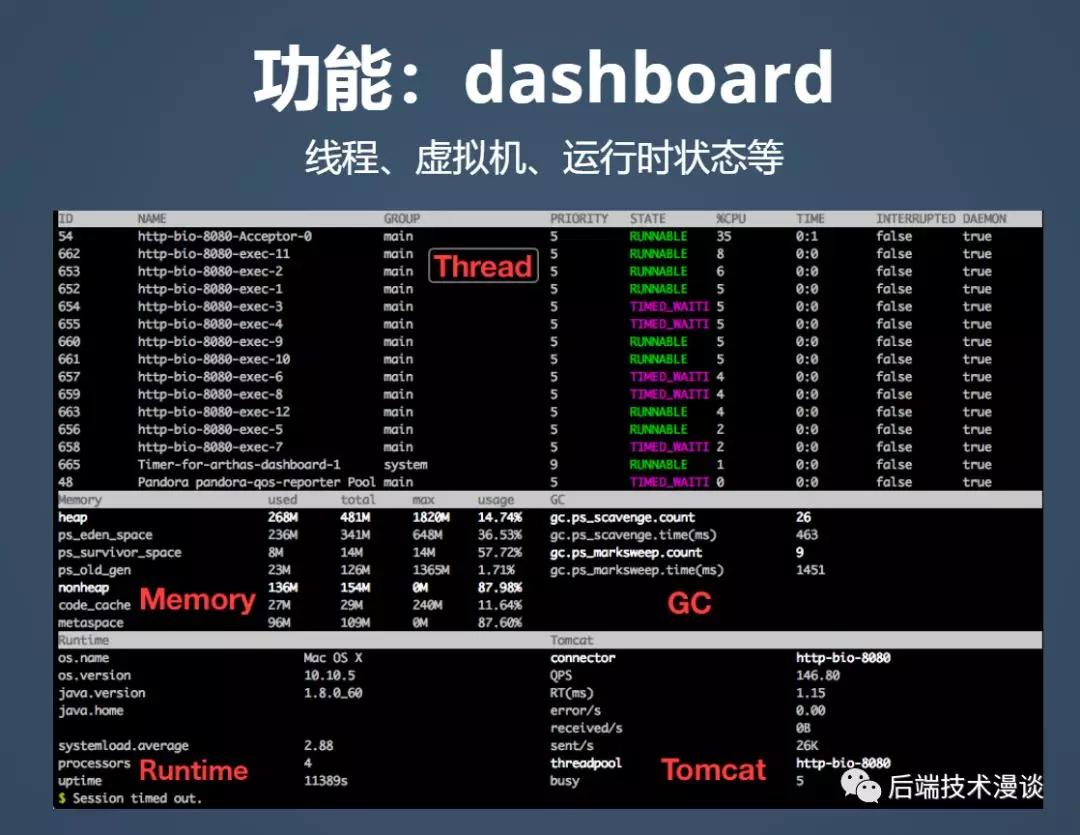 功能：dashboard
线程、虚拟机、运行时状态等
ID NAME GROUP PRIORITY STATE %CPU TIME INTERRUPTED DAEMON
54 http-bio-8080-Acceptor-0 main 5 RUNNABLE 35 0:1 false true
662 http-bio-8080-exec-11 main 5 RUNNABLE 8 0:0 false true
Thread
653 http-bio-8080-exec-2 main 5 RUNNABLE 6 0:0 false true
652 http-bio-8080-exec-1 main 5 RUNNABLE 5 0:0 false true
654 http-bio-8080-exec-3 main 5 TIMED_WAITI 5 0:0 false true
655 http-bio-8080-exec-4 main 5 TIMED_WAITI 5 0:0 false true
660 http-bio-8080-exec-9 main 5 RUNNABLE 5 0:0 false true
661 http-bio-8080-exec-10 main 5 RUNNABLE 5 0:0 false true
657 http-bio-8080-exec-6 main 5 TIMED_WAITI 4 0:0 false true
659 http-bio-8080-exec-8 main 5 TIMED_WAITI 4 0:0 false true
663 http-bio-8080-exec-12 main 5 RUNNABLE 4 0:0 false true
656 http-bio-8080-exec-5 main 5 RUNNABLE 2 0:0 false true
658 http-bio-8080-exec-7 main 5 TIMED_WAITI 2 0:0 false true
665 Timer-for-arthas-dashboard-1 system 9 RUNNABLE 1 0:0 false true
48 Pandora pandora-qos-reporter Pool main 5 TIMED_WAITI 0 0:0 false true
Memory used total max usage GC
heap 268M 481M 1820M 14.74% gc.ps_scavenge.count 26
ps_eden_space 236M 341M 648M 36.53% gc.ps_scavenge.time(ms) 463
ps_survivor_space 8M 14M 14M 57.72% gc.ps_marksweep.count 9
ps_old_gen 23M 126M 1365M 1.71% gc.ps_marksweep.time(ms) 1451
nonheap 136M 154M 0M 87.98%
Memory GC
code_cache 27M 29M 240M 11.64%
metaspace 96M 109M 0M 87.60%
Runtime Tomcat
os.name Mac OS X connector http-bio-8080
os.version 10.10.5 QPS 146.80
java.version 1.8.0_60 RT(ms) 1.15
java.home error/s 0.00
received/s 0B
systemload.average 2.88 sent/s 26K
processors 4 threadpool http-bio-8080
Runtime Tomcat
uptime 11389s busy 5
$ Session timed out.
后端技术漫谈